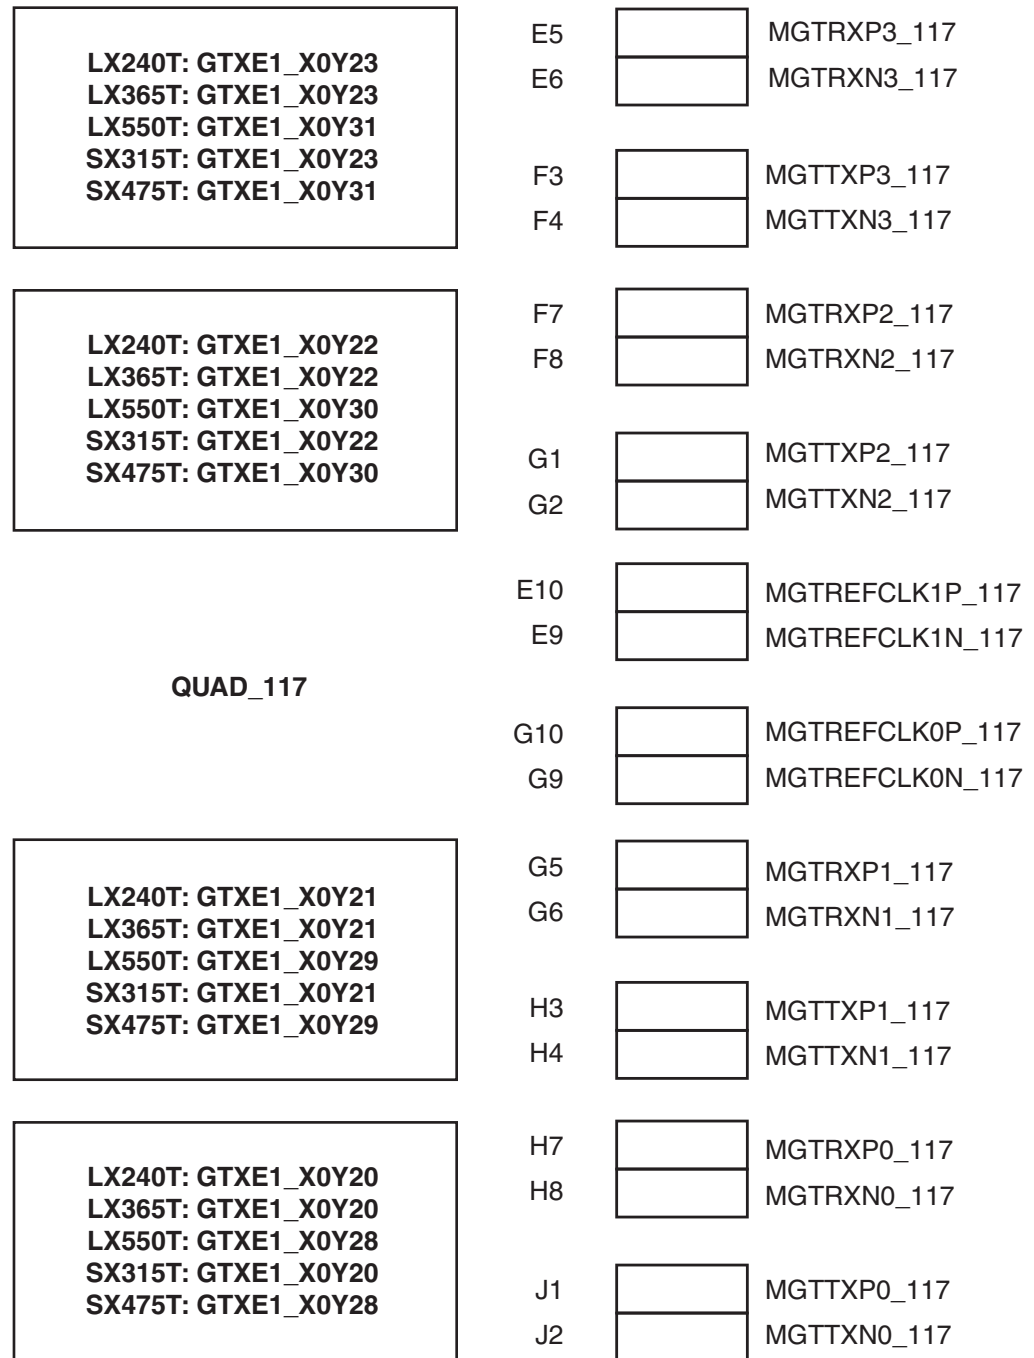 LX240T: GTXE1_X0Y23
LX365T: GTXE1_X0Y23
LX550T: GTXE1_X0Y31
SX315T: GTXE1_X0Y23
SX475T: GTXE1_X0Y31
E5 MGTRXP3_117
E6 MGTRXN3_117
F3 MGTTXP3_117
F4 MGTTXN3_117
LX240T: GTXE1_X0Y22
LX365T: GTXE1_X0Y22
LX550T: GTXE1_X0Y30
SX315T: GTXE1_X0Y22
SX475T: GTXE1_X0Y30
F7 MGTRXP2_117
F8 MGTRXN2_117
G1 MGTTXP2_117
G2 MGTTXN2_117
QUAD_117
E10 MGTREFCLK1P_117
E9 MGTREFCLK1N_117
G10 MGTREFCLK0P_117
G9 MGTREFCLK0N_117
LX240T: GTXE1_X0Y21
LX365T: GTXE1_X0Y21
LX550T: GTXE1_X0Y29
SX315T: GTXE1_X0Y21
SX475T: GTXE1_X0Y29
G5 MGTRXP1_117
G6 MGTRXN1_117
H3 MGTTXP1_117
H4 MGTTXN1_117
LX240T: GTXE1_X0Y20
LX365T: GTXE1_X0Y20
LX550T: GTXE1_X0Y28
SX315T: GTXE1_X0Y20
SX475T: GTXE1_X0Y28
H7 MGTRXP0_117
H8 MGTRXN0_117
J1 MGTTXP0_117
J2 MGTTXN0_117